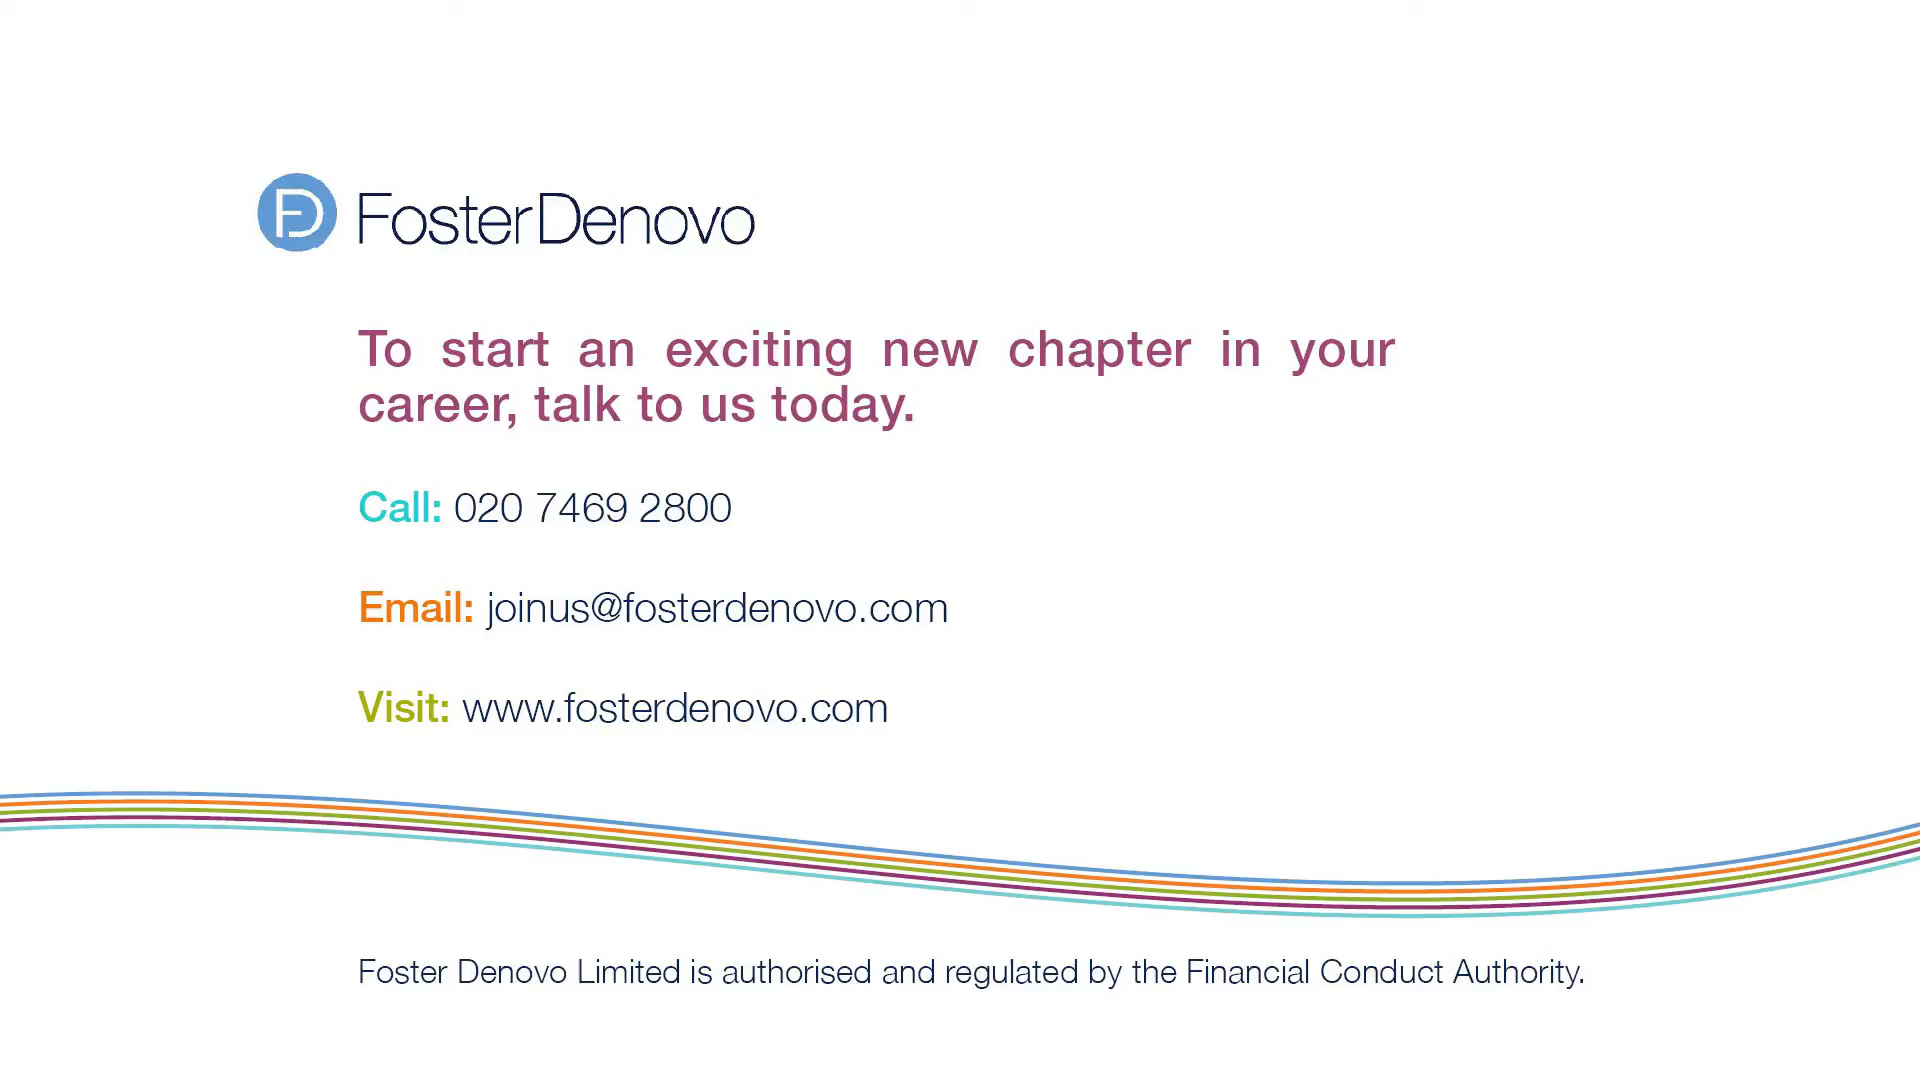 FD FosterDenovo
To start an exciting new chapter in your
career, talk to us today.
Call: 020 7469 2800
Email: joinus@fosterdenovo.com
Visit: www.fosterdenovo.com
Foster Denovo Limited is authorised and regulated by the Financial Conduct Authority.